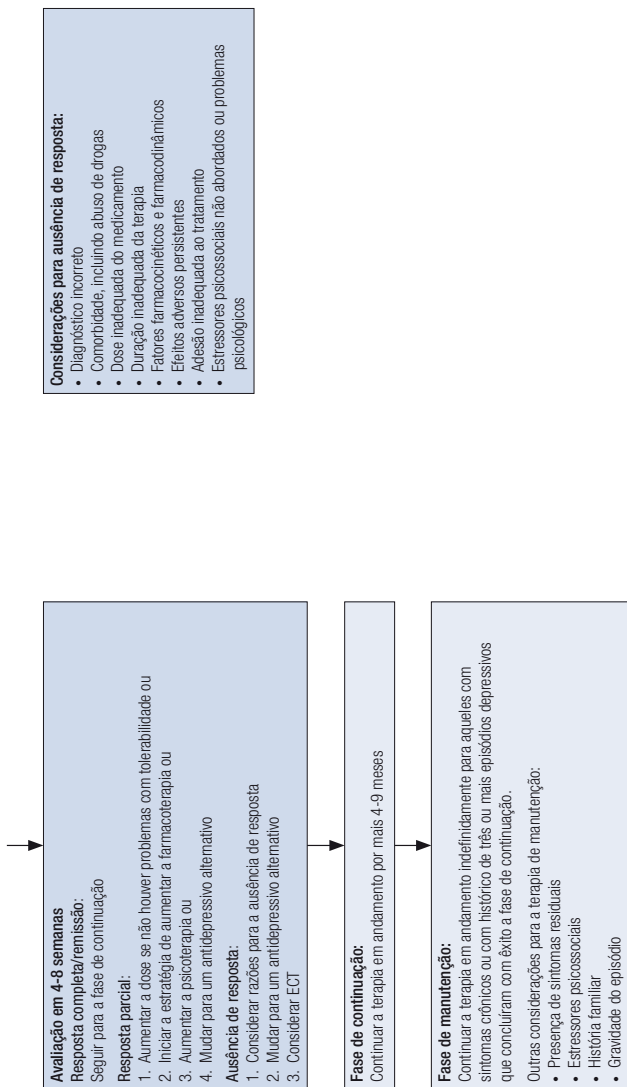 Avaliação em 4-8 semanas
Resposta completa/remissão:
Seguir para a fase de continuação
Resposta parcial:
1. Aumentar a dose se não houver problemas com tolerabilidade ou
2. Iniciar a estratégia de aumentar a farmacoterapia ou
3. Aumentar a psicoterapia ou
4. Mudar para um antidepressivo alternativo
Ausência de resposta:
1. Considerar razões para a ausência de resposta
2. Mudar para um antidepressivo alternativo
3. Considerar ECT
Considerações para ausência de resposta:
• Diagnóstico incorreto
• Comorbidade, incluindo abuso de drogas
• Dose inadequada do medicamento
• Duração inadequada da terapia
• Fatores farmacocinéticos e farmacodinâmicos
• Efeitos adversos persistentes
• Adesão inadequada ao tratamento
• Estressores psicossociais não abordados ou problemas
psicológicos
Fase de continuação:
Continuar a terapia em andamento por mais 4-9 meses
Fase de manutenção:
Continuar a terapia em andamento indefinidamente para aqueles com
sintomas crônicos ou com histórico de três ou mais episódios depressivos
que concluíram com êxito a fase de continuação.
Outras considerações para a terapia de manutenção:
• Presença de sintomas residuais
• Estressores psicossociais
• História familiar
• Gravidade do episódio